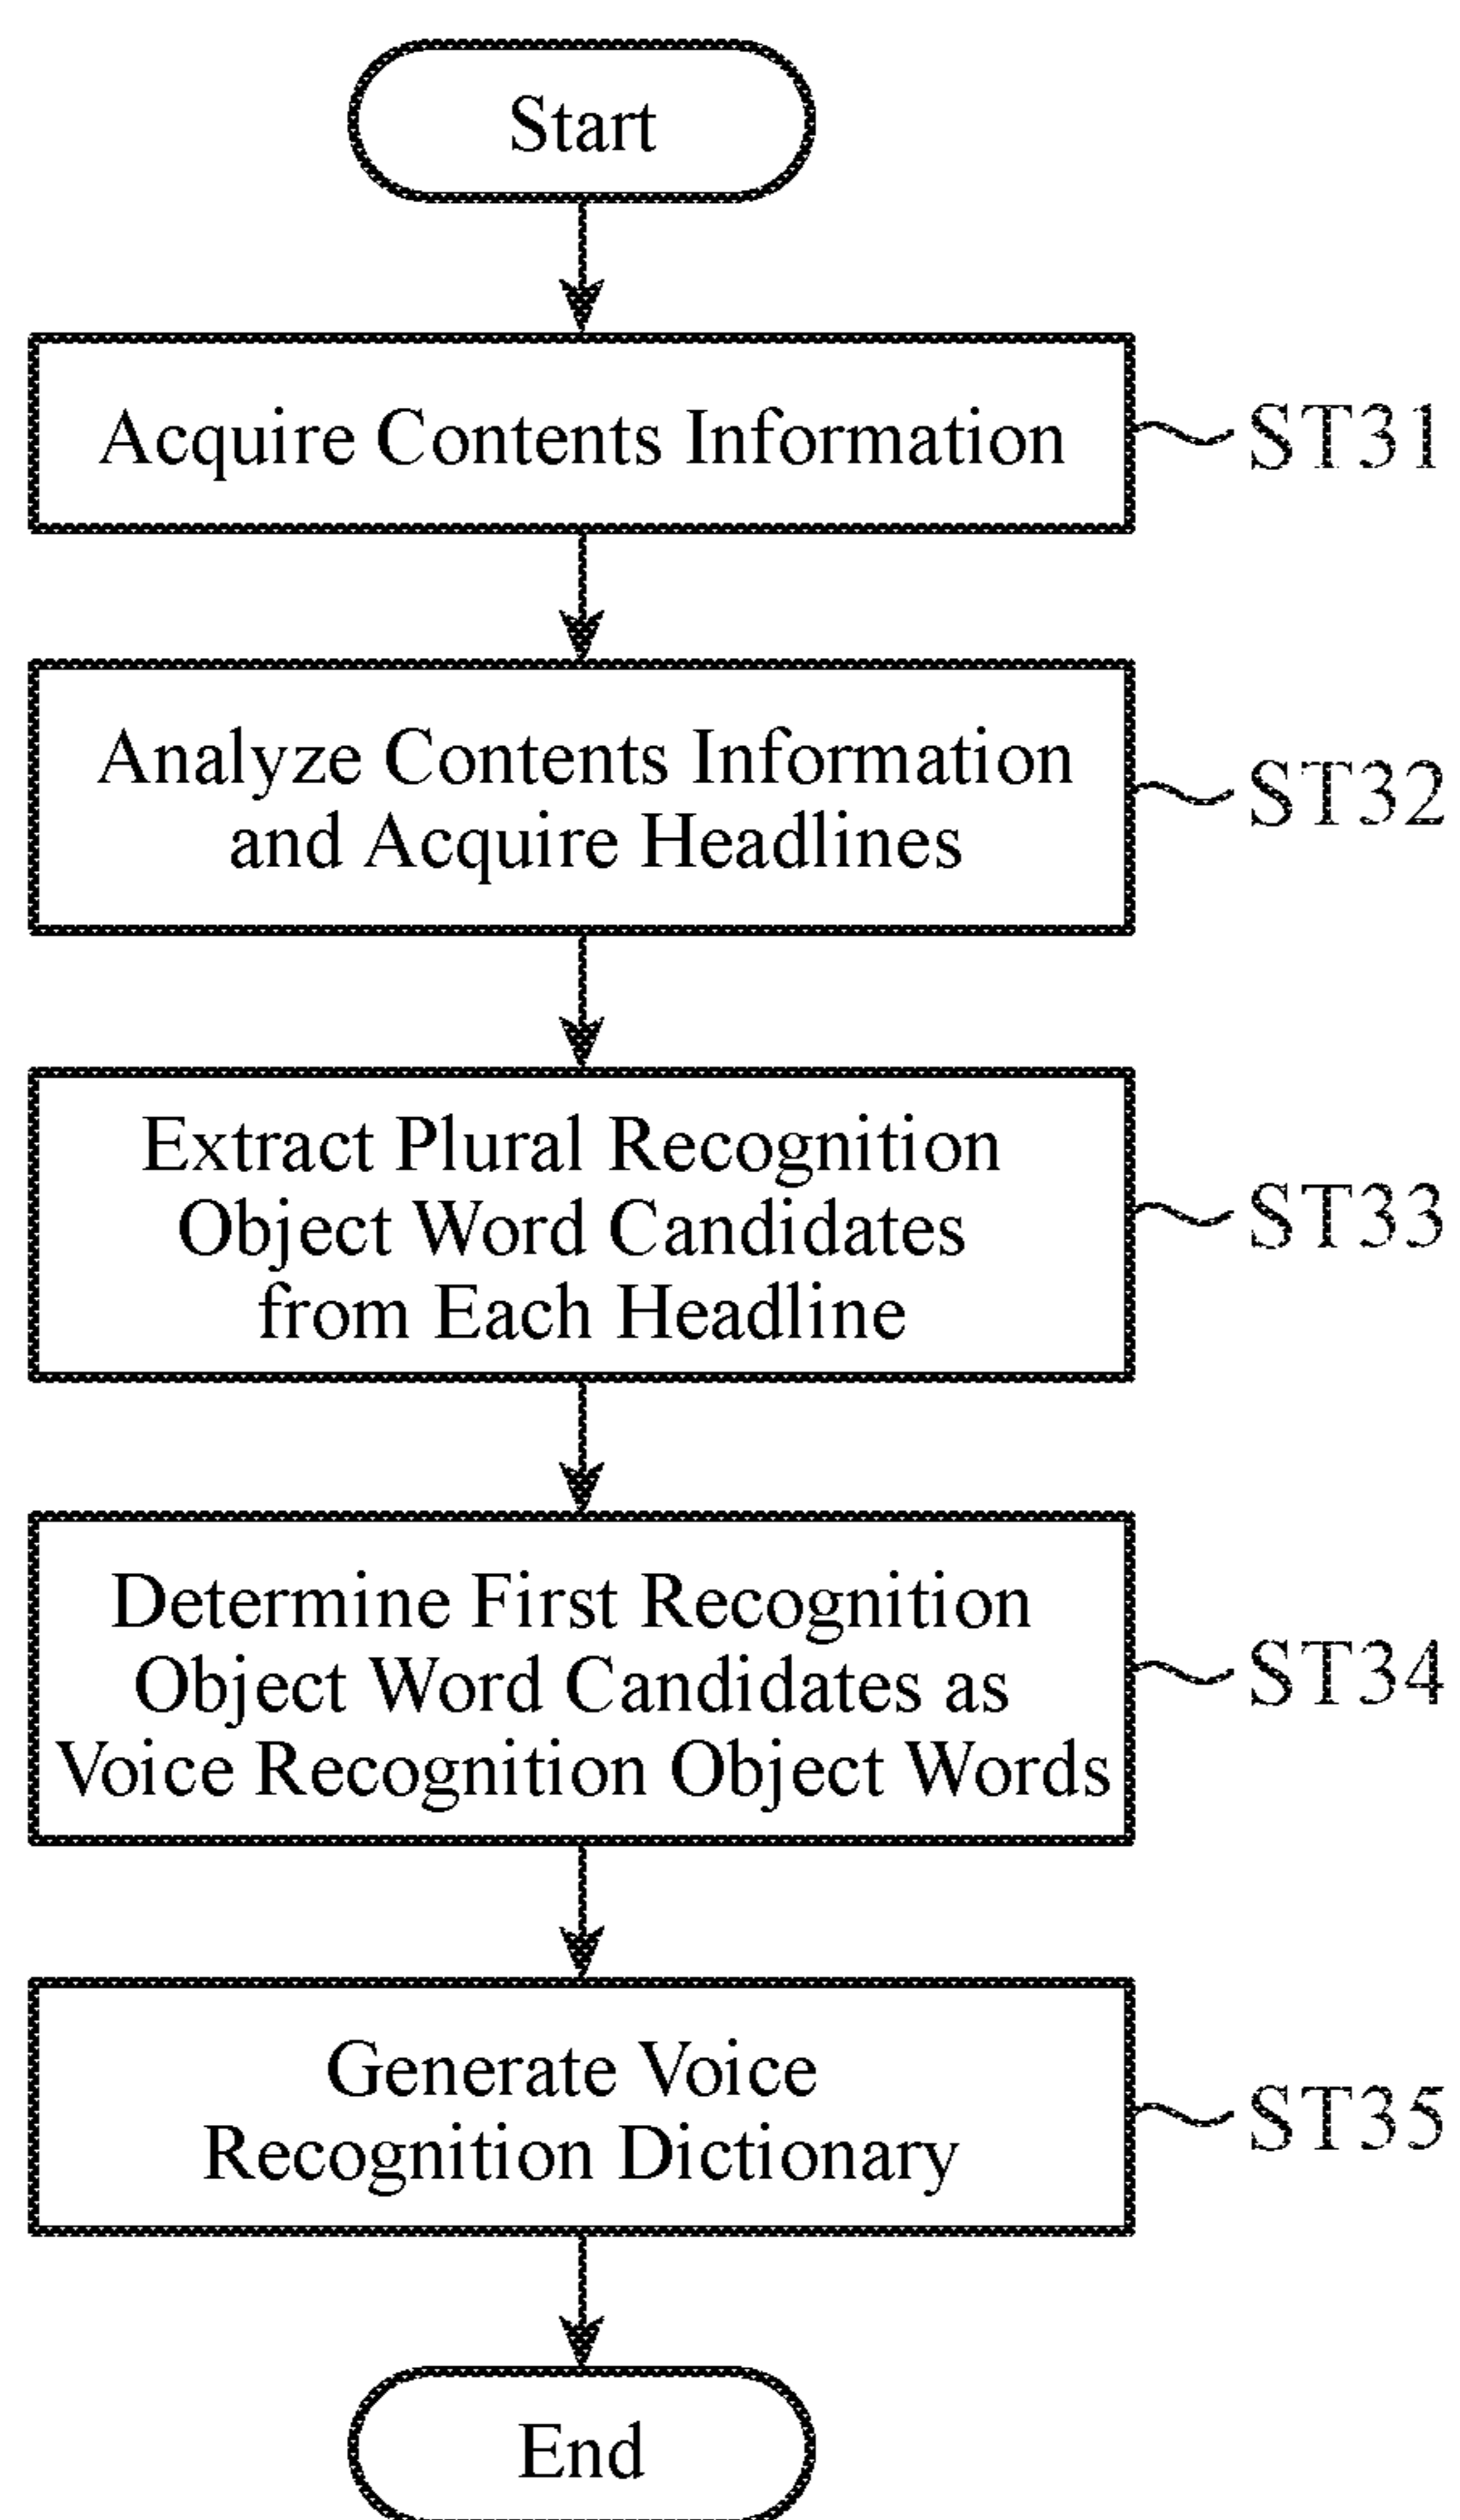 Start
Acquire Contents Information
ST31
Analyze Contents Information
and Acquire Headlines
ST32
Extract Plural Recognition
Object Word Candidates
from Each Headline
ST33
Determine First Recognition
Object Word Candidates as
Voice Recognition Object Words
ST34
Generate Voice
Recognition Dictionary
ST35
End